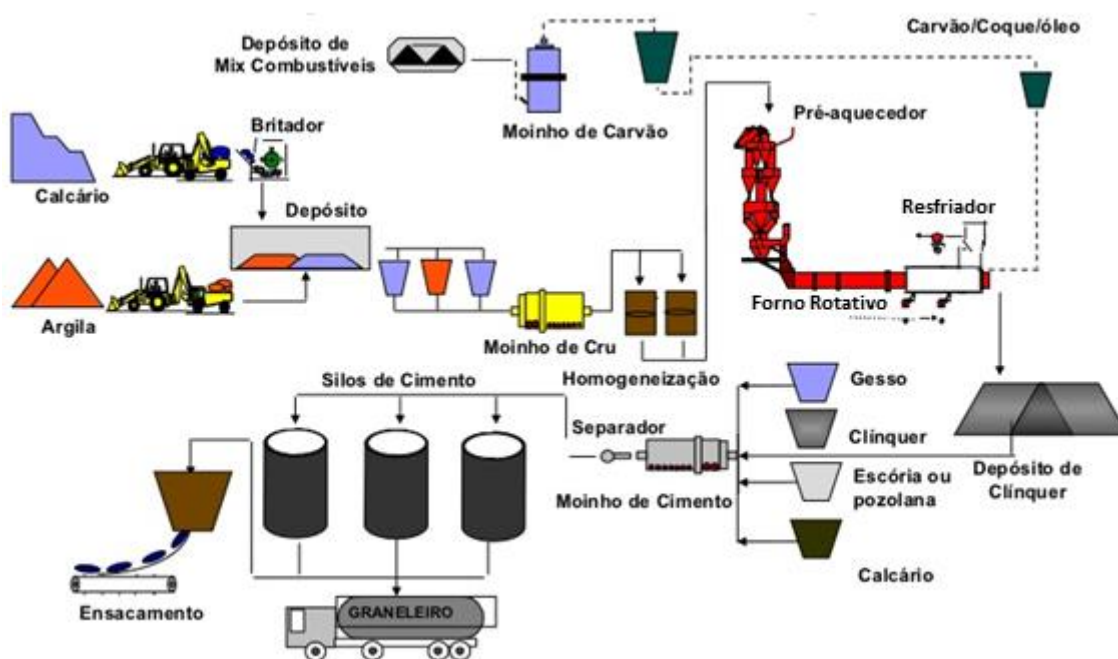 Depósito de
Mix Combustíveis
Moinho de Carvão
Carvão/Coque/óleo
Pré-aquecedor
Britador
Calcário
Depósito
Resfriador
Argila
Forno Rotativo
Moinho de Cru
Homogeneização
Silos de Cimento
Gesso
Separador
Clínquer
Moinho de Cimento
Escória ou
pozolana
Depósito de
Clínquer
Calcário
Ensacamento
GRANELEIRO